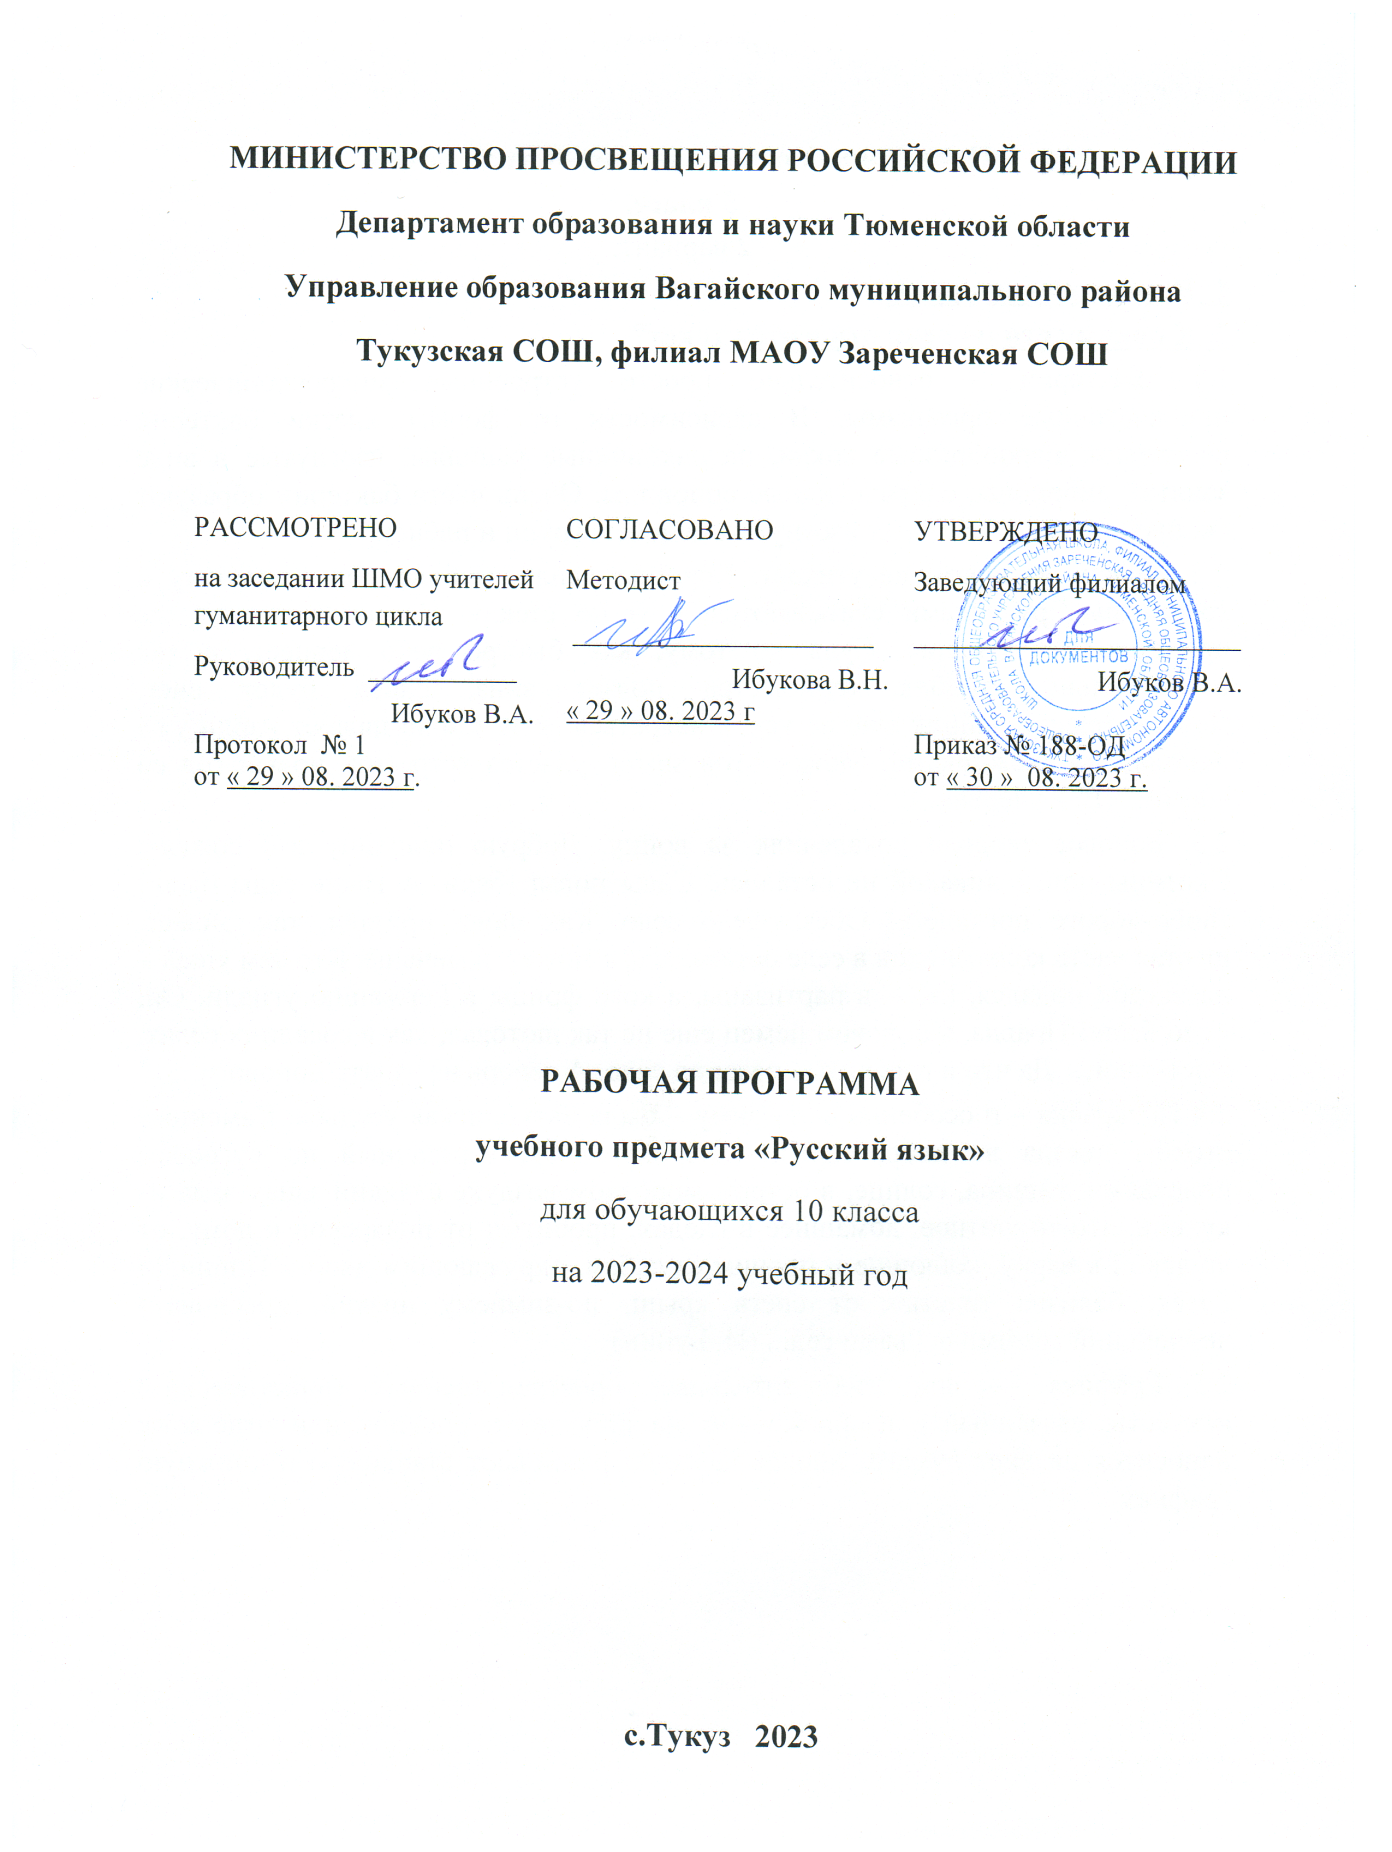 МИНИСТЕРСТВО ПРОСВЕЩЕНИЯ РОССИЙСКОЙ ФЕДЕРАЦИИ
Департамент образования и науки Тюменской области
Управление образования Вагайского муниципального района
Тукузская СОШ, филиал МАОУ Зареченская СОШ
РАССМОТРЕНО
на заседании ШМО учителей
гуманитарного цикла
Руководитель
Ибуков В.А.
Протокол № 1
от « 29 » 08. 2023 г.
СОГЛАСОВАНО
Методист
Ибукова В.Н.
« 29 » 08. 2023 г
УТВЕРЖДЕНО
Заведующий филиалом
Ибуков В.А.
Приказ № 188-ОД
от « 30 » 08. 2023 г.
ДЛЯ
ДОКУМЕНТОВ
РАБОЧАЯ ПРОГРАММА
учебного предмета «Русский язык»
для обучающихся 10 класса
на 2023-2024 учебный год
с.Тукуз 2023